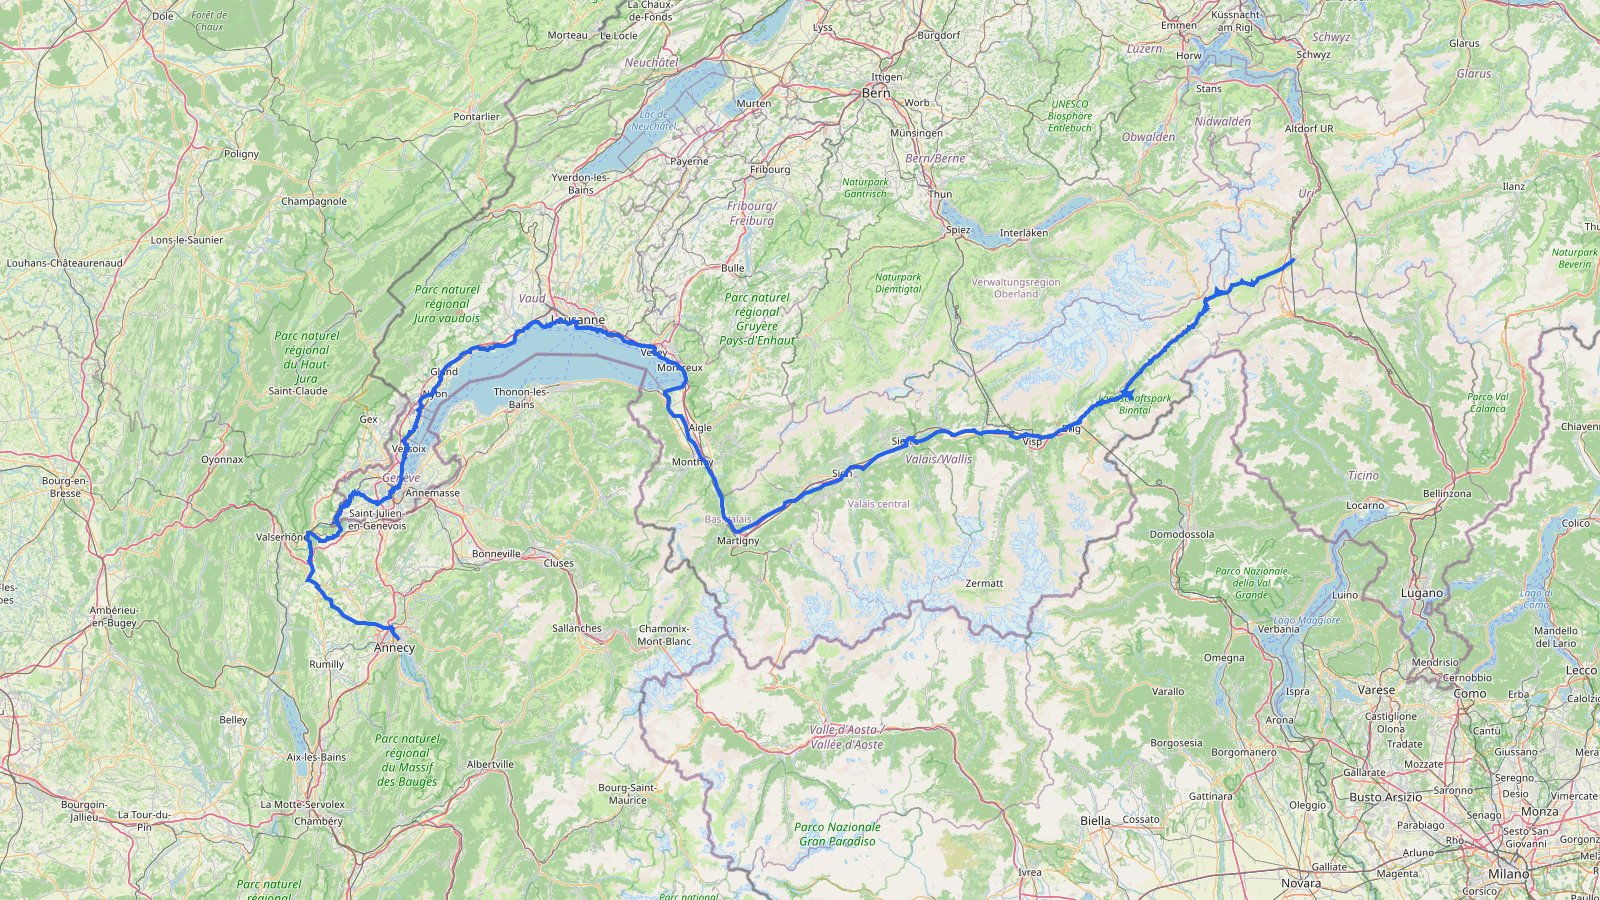 Dole
Forêt de
Chaux
La Chaux-
de-Fonds
Morteau
Le Locle
Lyss
Burgdorf
Emmen
Küssnacht
am Rigi
Schwyz
Schwyz
Glarus
Glarus
Luzern
Horw
Neuchâtel
Ittigen
Bern
Worb
Stans
Murten
Pontarlier
Lac de
Neuchâtel
UNESCO
Biosphäre
Entlebuch
Nidwalden
Obwalden
Altdorf UR
Münsingen
Poligny
Payerne
Bern/Berne
Fribourg
Yverdon-les-
Bains
Naturpark
Gantrisch
Thun
Uri
Ilanz
Champagnole
Fribourg/
Freiburg
Lons-le-Saunier
Spiez
Interlaken
Louhans-Châteaurenaud
Bulle
Naturpark
Beverin
Naturpark
Diemtigtal
Verwaltungsregion
Oberland
Parc naturel
régional
Jura vaudois
Vaud
Parc naturel
régional
Gruyère
Pays-d'Enhaut
Lausanne
Parc naturel
régional
du Haut-
Jura
Vevey
Montreux
Gland
Nyon
Saint-Claude
Thonon-les-
Bains
Landschaftspark
Binntal
Parco Val
Calanca
Gex
Aigle
Brig
Visp
Versoix
Oyonnax
Monthey
Sierre
Valais/Wallis
Sion
Ticino
Bourg-en-
Bresse
Genève
Annemasse
Bellinzona
Valais central
Locarno
Saint-Julien-
en-Genevois
Bas-Valais
Martigny
Colico
Valserhône
Domodossola
Bonneville
Cluses
Zermatt
Parco Nazionale
della Val
Grande
Luino
Lugano
Lago di
Como
Ambérieu-
en-Bugey
Lago Maggiore
Verbania
Sallanches
Chamonix-
Mont-Blanc
Mandello
del Lario
Annecy
Omegna
Mendrisio
Rumilly
Cernobbio
Lecco
Varallo
Ispra
Varese
Como
Erba
Belley
Arona
Castiglione
Olona
Cantù
Valle d'Aosta /
Vallée d'Aoste
Parc naturel
régional
du Massif
des Bauges
Borgosesia
Borgomanero
Tradate
Giussano
Aix-les-Bains
Albertville
Mozzate
Gallarate
Seregno
Saronno
Desio
Bourg-Saint-
Maurice
Gattinara
Busto Arsizio
Vimercate
Oleggio
Monza
Bourgoin-
Jallieu
La Motte-Servolex
La Tour-du-
Pin
Chambéry
Biella
Cossato
Senago
Parabiago
Sesto San
Giovanni
Parco Nazionale
Gran Paradiso
Rho
Arluno
Galliate
Magenta
Milano
Ivrea
Novara
Corsico
Parc naturel
régional
Parc national